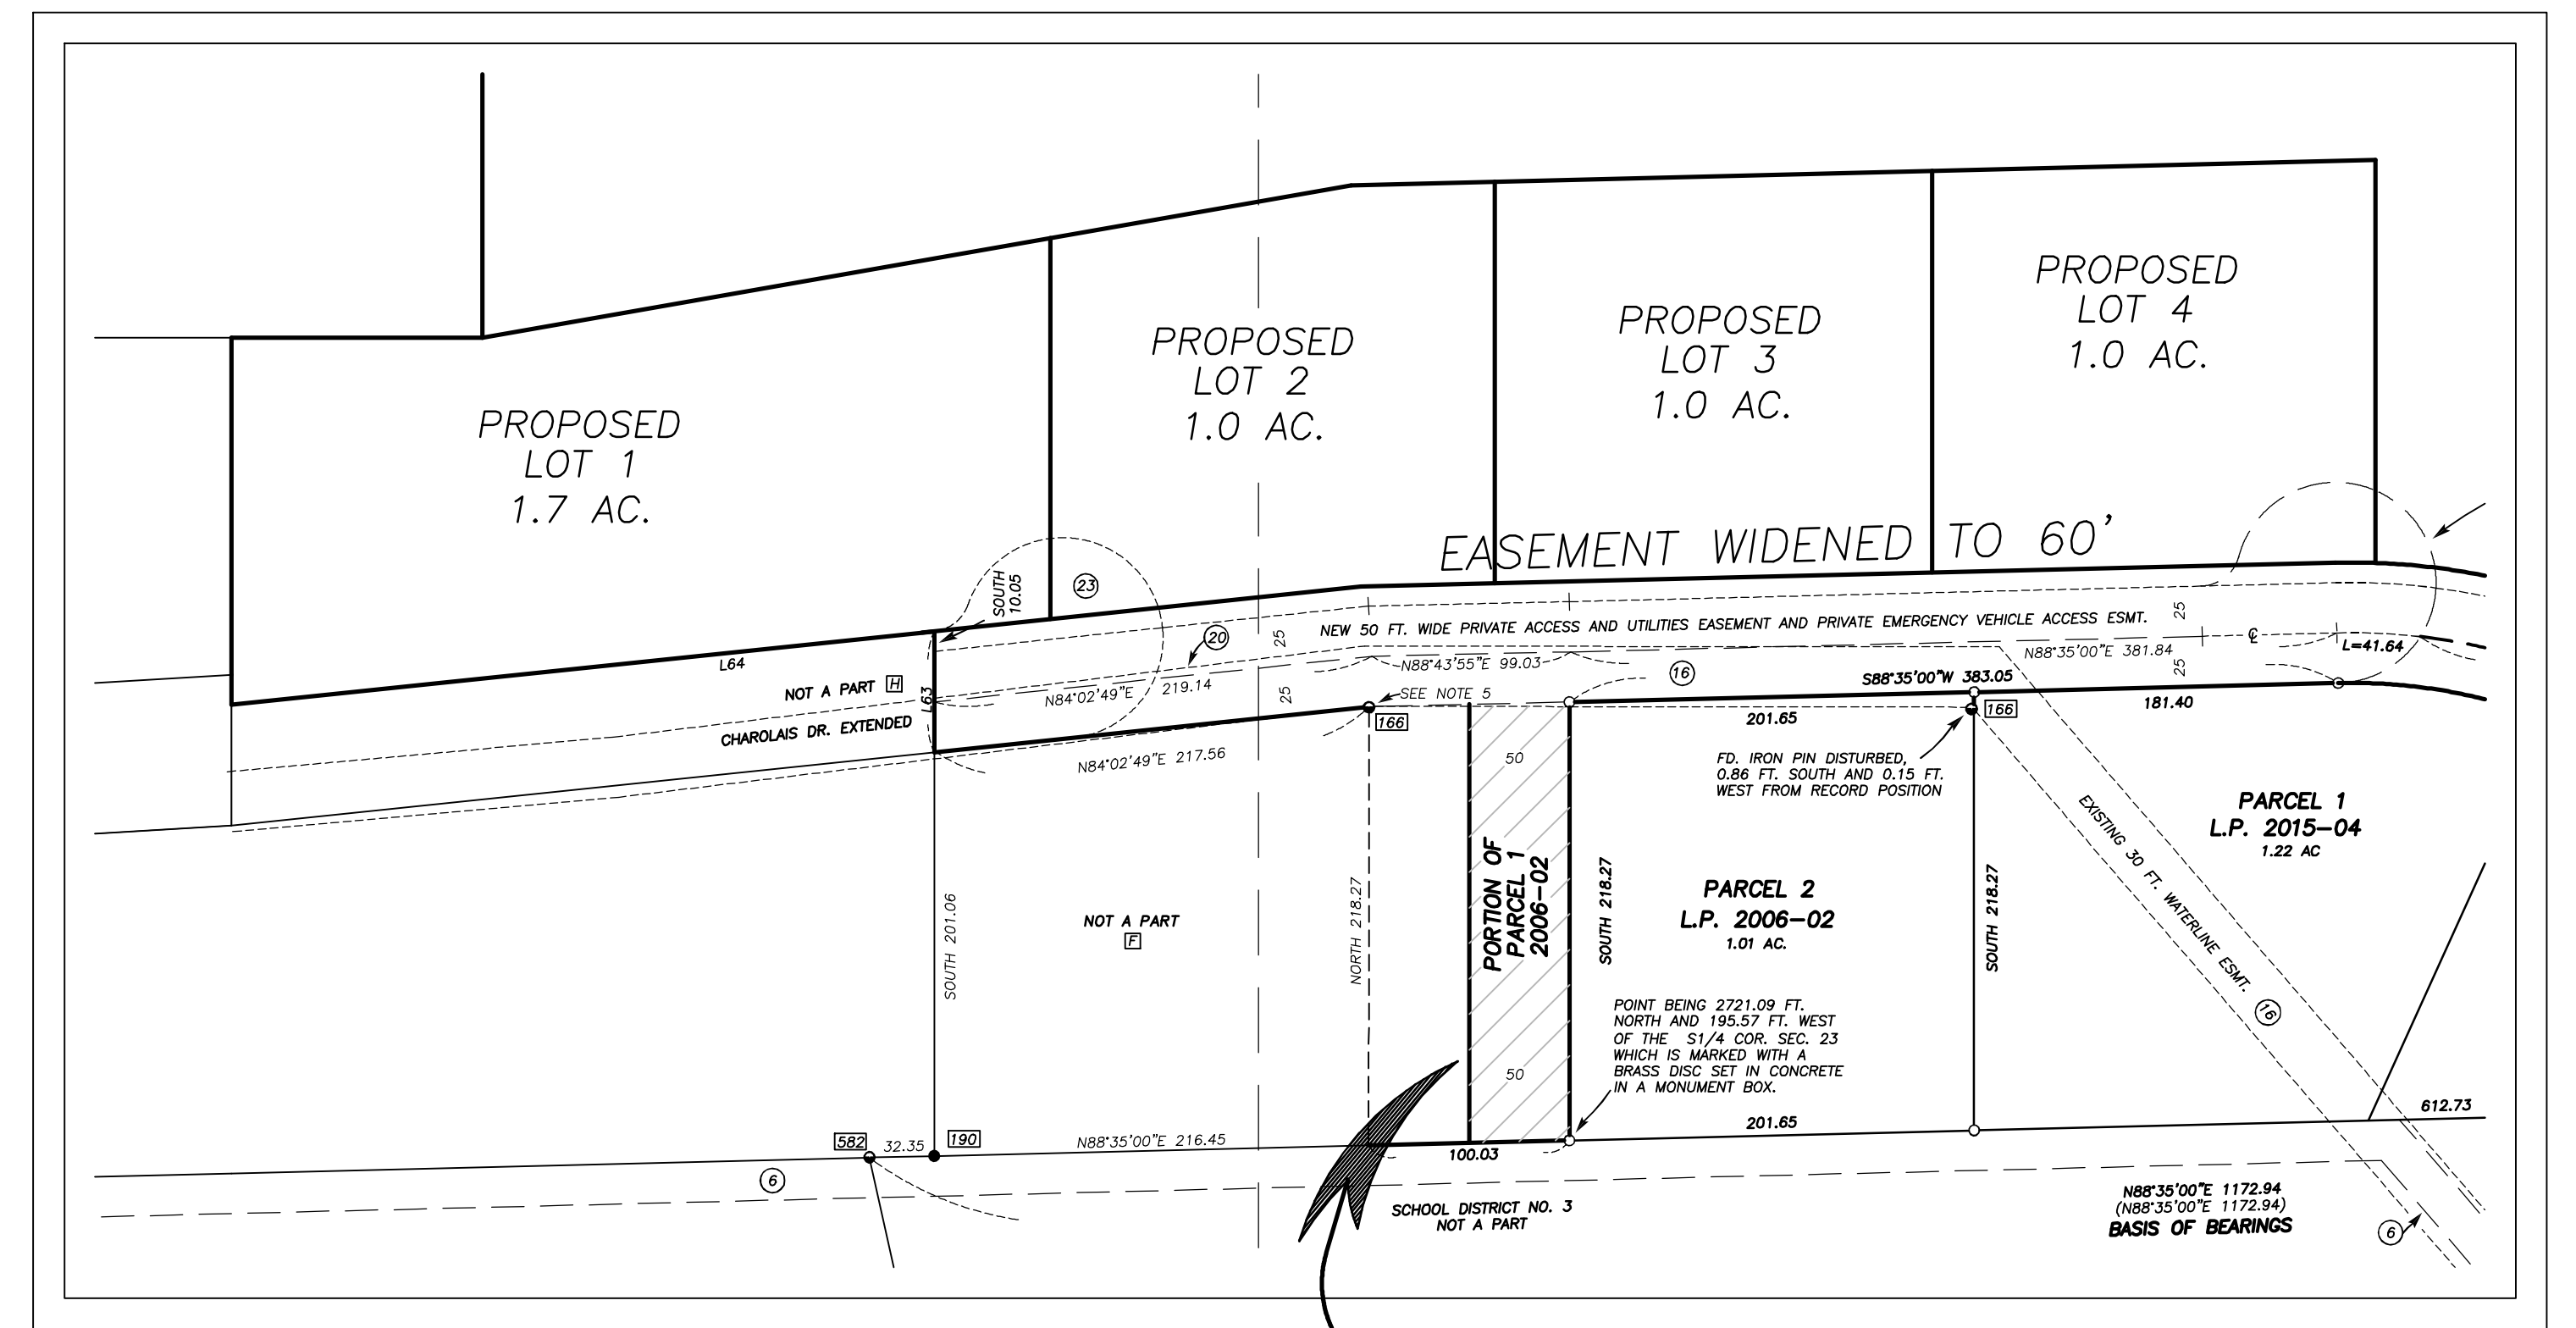 PROPOSED
LOT 1
1.7 AC.
PROPOSED
LOT 2
1.0 AC.
PROPOSED
LOT 3
1.0 AC.
PROPOSED
LOT 4
1.0 AC.
EASEMENT WIDENED TO 60'
SOUTH
10.05
23
20
25
25
NEW 50 FT. WIDE PRIVATE ACCESS AND UTILITIES EASEMENT AND PRIVATE EMERGENCY VEHICLE ACCESS ESMT.
25
25
℄
L=41.64
N88°35'00"E 381.84
N88°43'55"E 99.03
16
S88°35'00"W 383.05
L64
NOT A PART H
L63
CHAROLAIS DR. EXTENDED
N84°02'49"E 219.14
SEE NOTE 5
166
N84°02'49"E 217.56
201.65
166
181.40
50
FD. IRON PIN DISTURBED,
0.86 FT. SOUTH AND 0.15 FT.
WEST FROM RECORD POSITION
EXISTING 30 FT. WATERLINE ESMT.
16
PARCEL 1
L.P. 2015-04
1.22 AC
SOUTH 201.06
NOT A PART
F
NORTH 218.27
PORTION OF
PARCEL 1
2006-02
SOUTH 218.27
PARCEL 2
L.P. 2006-02
1.01 AC.
SOUTH 218.27
POINT BEING 2721.09 FT.
NORTH AND 195.57 FT. WEST
OF THE S1/4 COR. SEC. 23
WHICH IS MARKED WITH A
BRASS DISC SET IN CONCRETE
IN A MONUMENT BOX.
50
582
32.35
190
N88°35'00"E 216.45
100.03
201.65
612.73
6
SCHOOL DISTRICT NO. 3
NOT A PART
N88°35'00"E 1172.94
(N88°35'00"E 1172.94)
BASIS OF BEARINGS
6